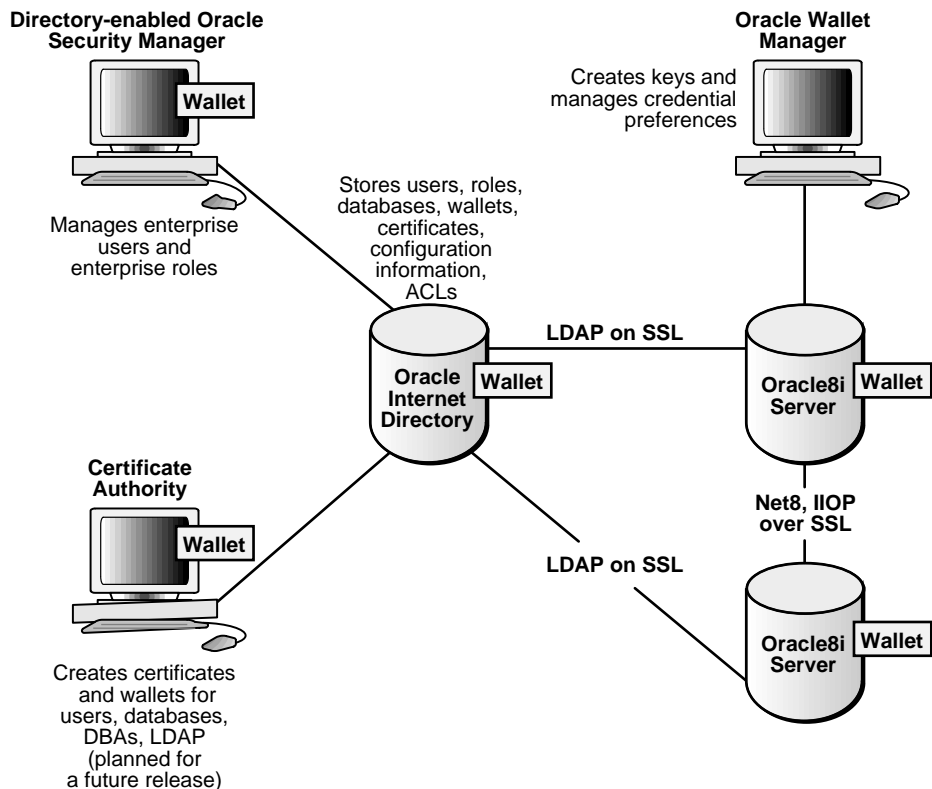 Directory-enabled Oracle
Security Manager
Wallet
Manages enterprise
users and
enterprise roles
Oracle Wallet
Manager
Creates keys and
manages credential
preferences
Stores users, roles,
databases, wallets,
certificates,
configuration
information,
ACLs
Oracle
Internet
Directory
Wallet
LDAP on SSL
Oracle8i
Server
Wallet
Certificate
Authority
Wallet
Creates certificates
and wallets for
users, databases,
DBAs, LDAP
(planned for
a future release)
LDAP on SSL
Net8, IIOP
over SSL
Oracle8i
Server
Wallet